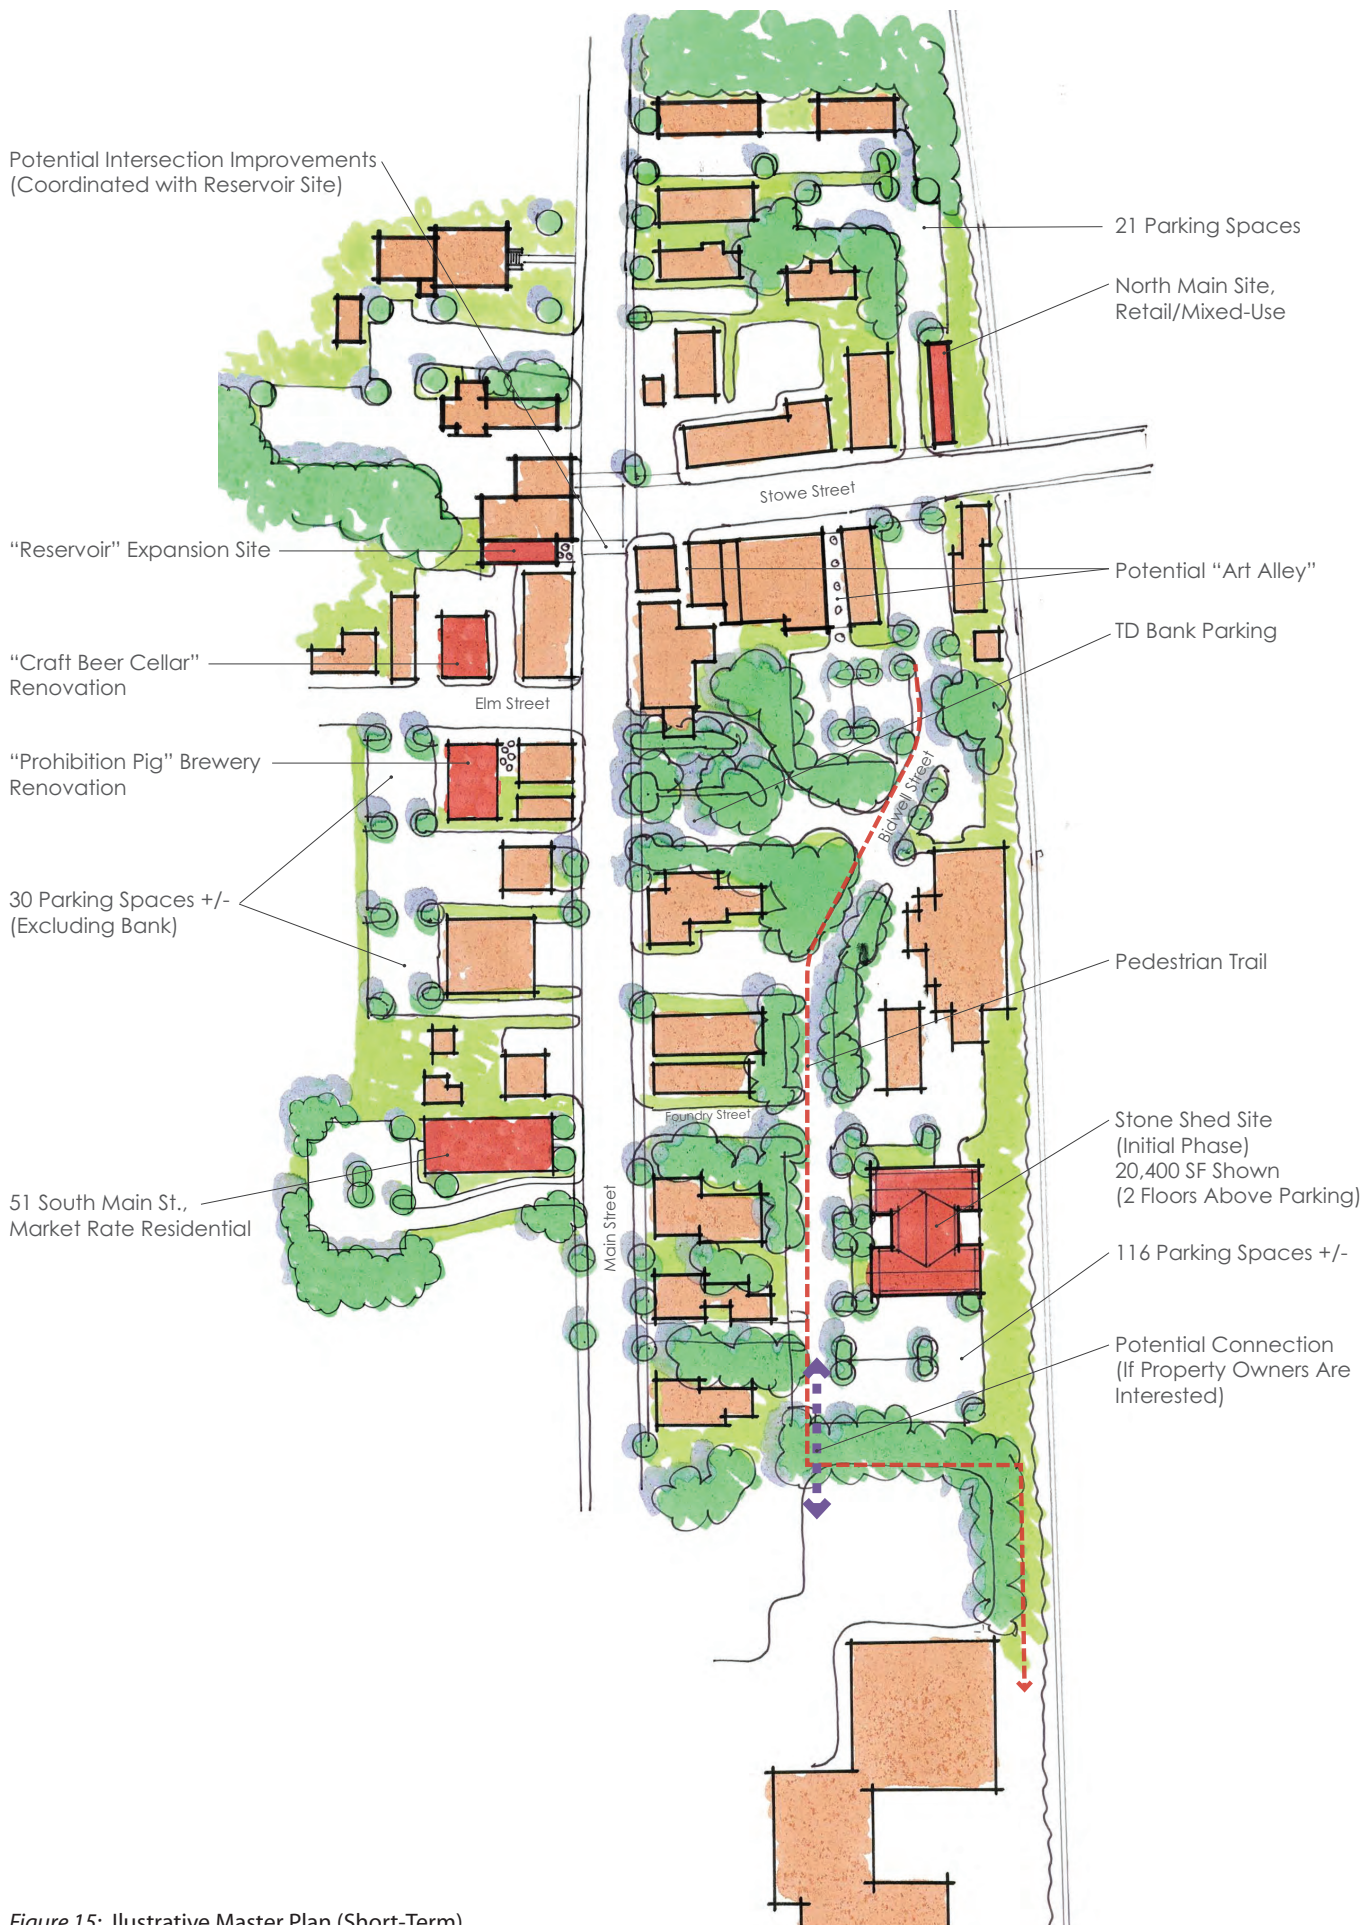 Potential Intersection Improvements
(Coordinated with Reservoir Site)
21 Parking Spaces
North Main Site,
Retail/Mixed-Use
Stowe Street
“Reservoir” Expansion Site
Potential “Art Alley”
TD Bank Parking
“Craft Beer Cellar”
Renovation
Elm Street
“Prohibition Pig” Brewery
Renovation
Bidwell Street
30 Parking Spaces +/-
(Excluding Bank)
Pedestrian Trail
Foundry Street
Stone Shed Site
(Initial Phase)
20,400 SF Shown
(2 Floors Above Parking)
51 South Main St.,
Market Rate Residential
Main Street
116 Parking Spaces +/-
Potential Connection
(If Property Owners Are
Interested)
Figure 15: Ilustrative Master Plan (Short-Term)